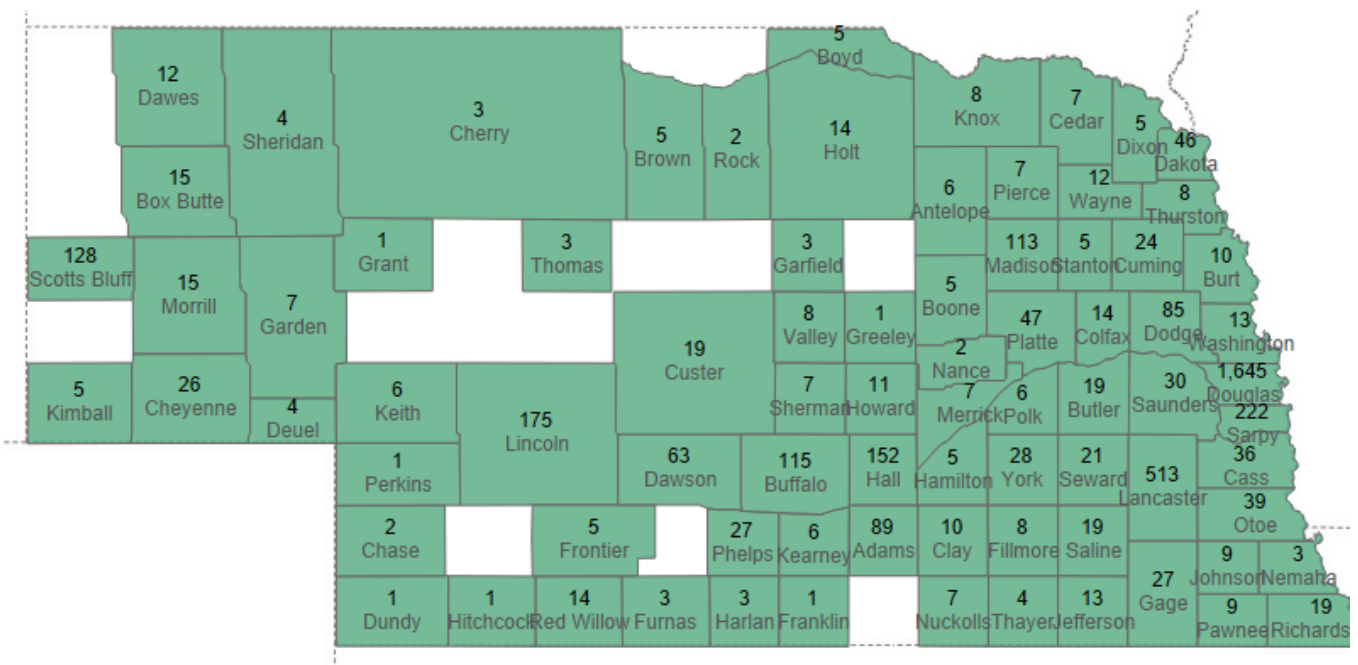 5
Boyd
12
Dawes
4
Sheridan
3
Cherry
5
Brown
2
Rock
14
Holt
8
Knox
7
Cedar
5
Dixon
46
Dakota
15
Box Butte
6
Antelope
7
Pierce
12
Wayne
8
Thurston
128
Scotts Bluff
15
Morrill
7
Garden
1
Grant
3
Thomas
3
Garfield
113
Madison
5
Stanton
24
Cuming
10
Burt
19
Custer
8
Valley
1
Greeley
5
Boone
47
Platte
14
Colfax
85
Dodge
13
Washington
2
Nance
5
Kimball
26
Cheyenne
4
Deuel
6
Keith
175
Lincoln
7
Sherman
11
Howard
7
Merrick
6
Polk
19
Butler
30
Saunders
1,645
Douglas
222
Sarpy
1
Perkins
63
Dawson
115
Buffalo
152
Hall
5
Hamilton
28
York
21
Seward
513
Lancaster
36
Cass
39
Otoe
2
Chase
5
Frontier
27
Phelps
6
Kearney
89
Adams
10
Clay
8
Fillmore
19
Saline
27
Gage
9
Johnson
3
Nemaha
1
Dundy
1
Hitchcock
14
Red Willow
3
Furnas
3
Harlan
1
Franklin
7
Nuckolls
4
Thayer
13
Jefferson
9
Pawnee
19
Richards